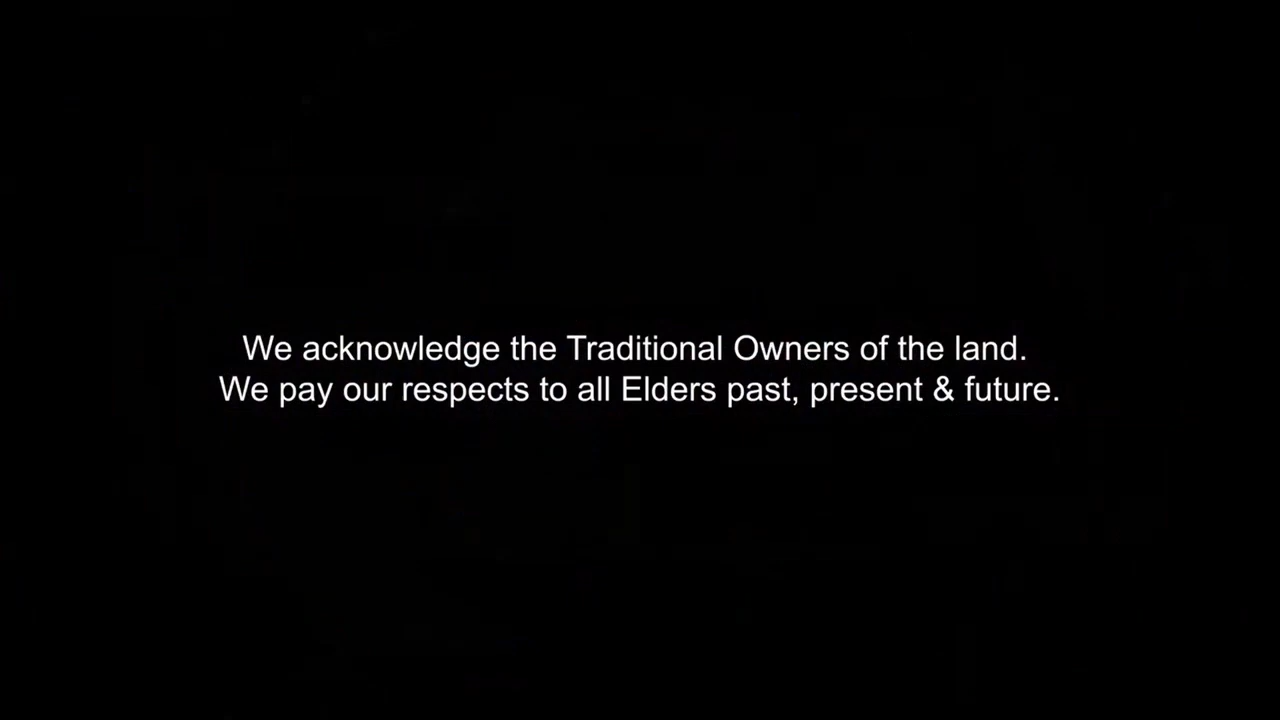 We acknowledge the Traditional Owners of the land.
We pay our respects to all Elders past, present & future.